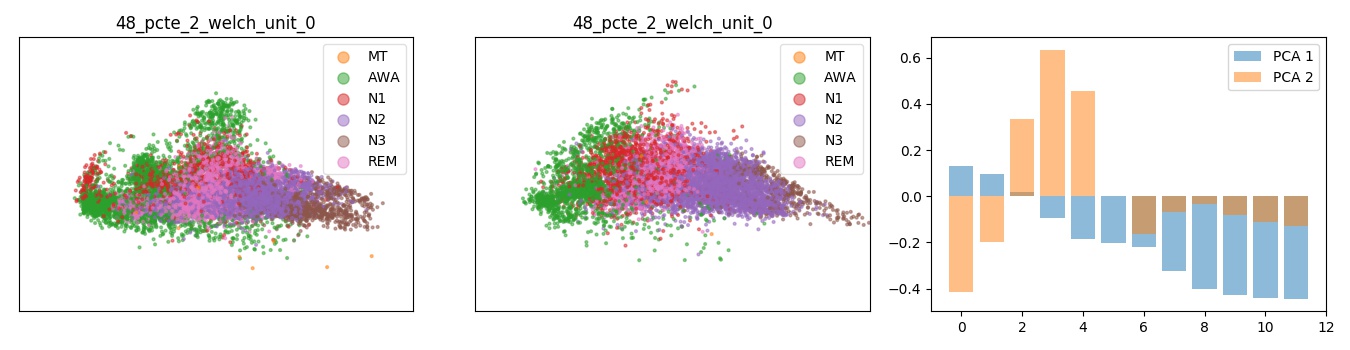 48_pcte_2_welch_unit_0
MT
AWA
N1
N2
N3
REM
48_pcte_2_welch_unit_0
MT
AWA
N1
N2
N3
REM
PCA 1
PCA 2
0.6
0.4
0.2
0.0
−0.2
−0.4
0 2 4 6 8 10 12